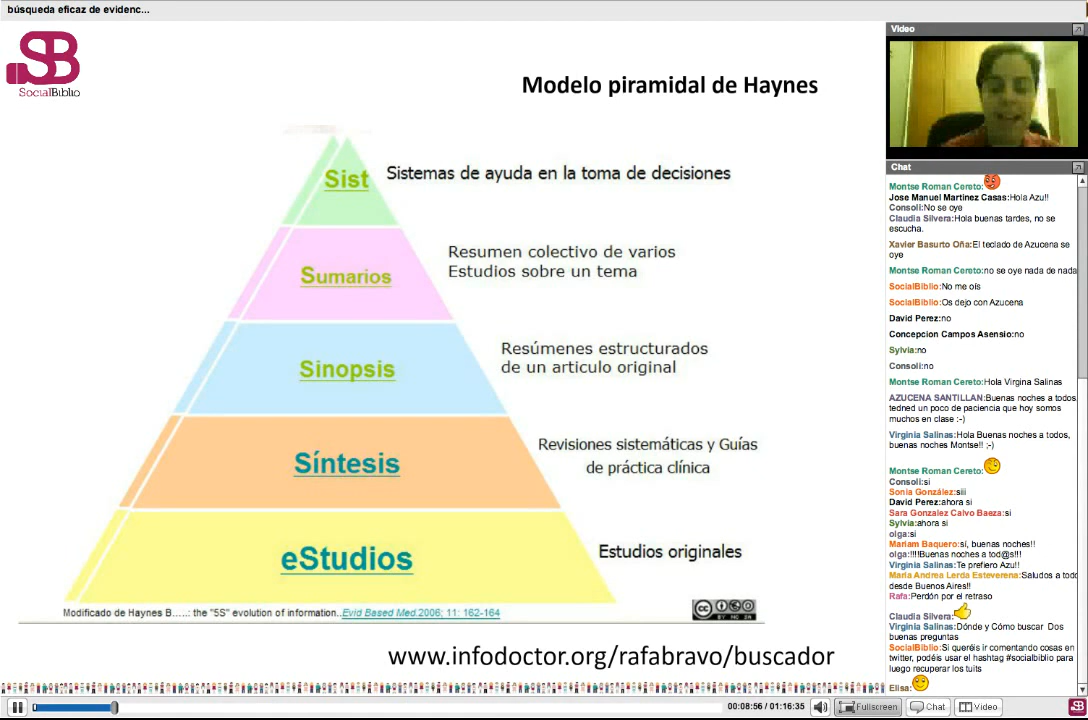 búsqueda eficaz de evidenc...
SB
SocialBiblio
Modelo piramidal de Haynes
Sist
Sistemas de ayuda en la toma de decisiones
Sumarios
Resumen colectivo de varios
Estudios sobre un tema
Sinopsis
Resúmenes estructurados
de un articulo original
Síntesis
Revisiones sistemáticas y Guías
de práctica clínica
eStudios
Estudios originales
Modificado de Haynes B.....: the "5S" evolution of information..Evid Based Med.2006; 11: 162-164
cc
BY NC SA
www.infodoctor.org/rafabravo/buscador
Video
Chat
Montse Roman Cereto:
Jose Manuel Martinez Casas:Hola Azu!!
Consoli:No se oye
Claudia Silvera:Hola buenas tardes, no se
escucha.
Xavier Basurto Oña:El teclado de Azucena se
oye
Montse Roman Cereto:no se oye nada de nada
SocialBiblio:No me oís
SocialBiblio:Os dejo con Azucena
David Perez:no
Concepcion Campos Asensio:no
Sylvia:no
Consoli:no
Montse Roman Cereto:Hola Virgina Salinas
AZUCENA SANTILLAN:Buenas noches a todos
tedned un poco de paciencia que hoy somos
muchos en clase :-)
Virginia Salinas:Hola Buenas noches a todos,
buenas noches Montse!! ;-)
Montse Roman Cereto:
Consoli:si
Sonia González:siii
David Perez:ahora si
Sara Gonzalez Calvo Baeza:si
Sylvia:ahora si
olga:si
Mariam Baquero:sí, buenas noches!!
olga:!!!!Buenas noches a tod@s!!!
Virginia Salinas:Te prefiero Azu!!
Maria Andrea Lerda Esteverena:Saludos a todo
desde Buenos Aires!!
Rafa:Perdón por el retraso
Claudia Silvera:
Virginia Salinas:Dónde y Cómo buscar Dos
buenas preguntas
SocialBiblio:Si queréis ir comentando cosas en
twitter, podéis usar el hashtag #socialbiblio para
luego recuperar los tuits
Elisa:
00:08:56 / 01:16:35
Fullscreen
Chat
Video
SB